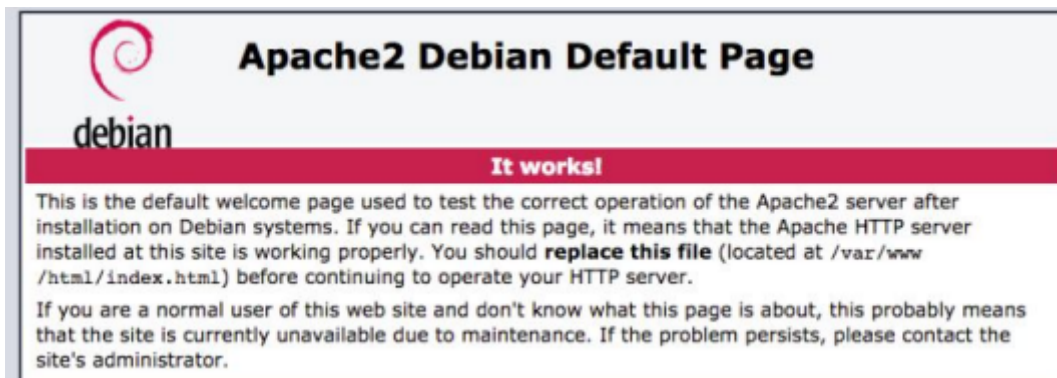 Apache2 Debian Default Page
debian
It works!
This is the default welcome page used to test the correct operation of the Apache2 server after
installation on Debian systems. If you can read this page, it means that the Apache HTTP server
installed at this site is working properly. You should replace this file (located at /var/www
/html/index.html) before continuing to operate your HTTP server.
If you are a normal user of this web site and don't know what this page is about, this probably means
that the site is currently unavailable due to maintenance. If the problem persists, please contact the
site's administrator.